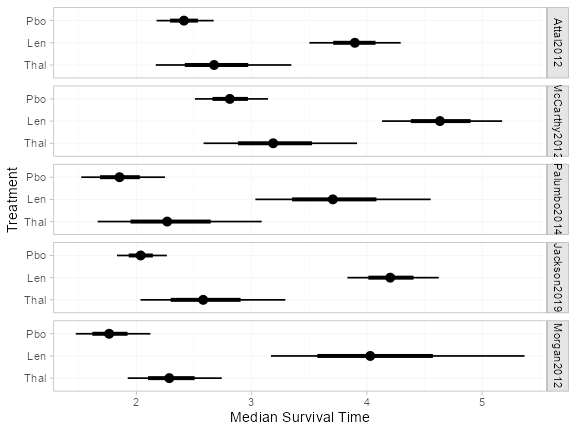 Pbo
Len
Thal
Attal2012
Pbo
Len
Thal
McCarthy2012
Pbo
Len
Thal
Palumbo2014
Pbo
Len
Thal
Jackson2019
Pbo
Len
Thal
Morgan2012
Treatment
2 3 4 5
Median Survival Time